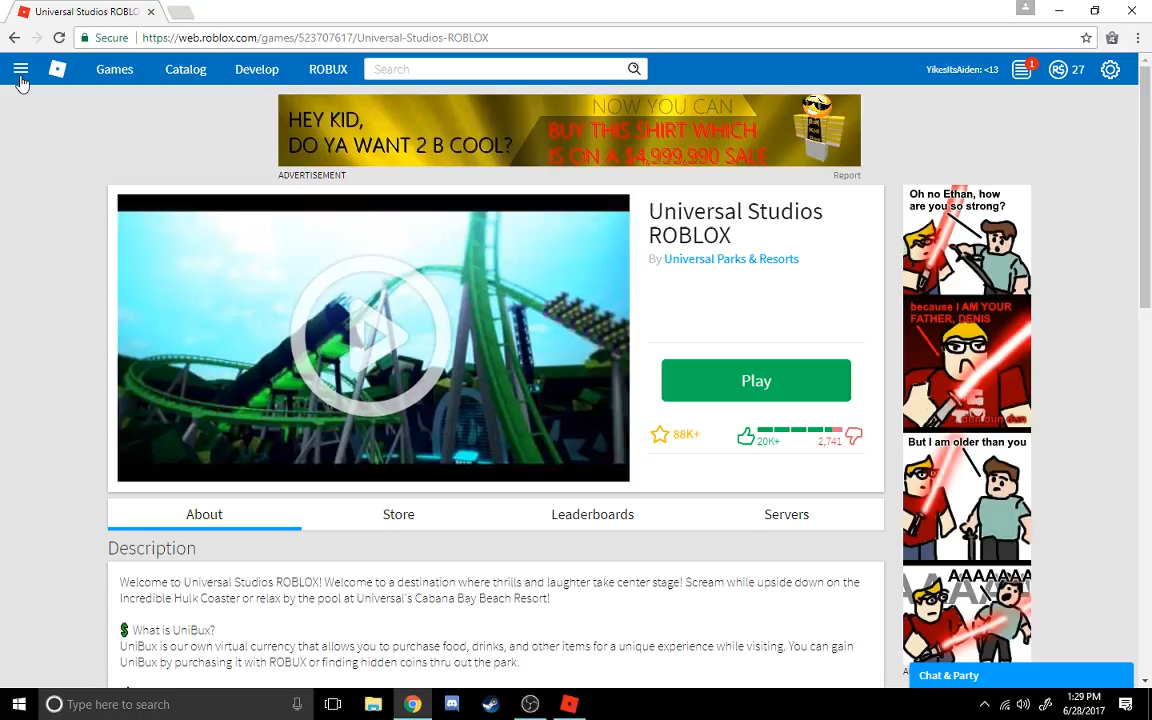 Universal Studios ROBLO
Secure
https://web.roblox.com/games/523707617/Universal-Studios-ROBLOX
Games
Catalog
Develop
ROBUX
Search
YikesItsAiden: <13
1
R$
27
HEY KID,
DO YA WANT 2 B COOL?
NOW YOU CAN
BUY THIS SHIRT WHICH
IS ON A $4,999,990 SALE
ADVERTISEMENT
Report
Universal Studios
ROBLOX
By Universal Parks & Resorts
Play
88K+
20K+
2,741
Oh no Ethan, how
are you so strong?
because I AM YOUR
FATHER, DENIS
dun dun dun
But I am older than you
AAAAAAA
About
Store
Leaderboards
Servers
Description
Welcome to Universal Studios ROBLOX! Welcome to a destination where thrills and laughter take center stage! Scream while upside down on the
Incredible Hulk Coaster or relax by the pool at Universal's Cabana Bay Beach Resort!
$ What is UniBux?
UniBux is our own virtual currency that allows you to purchase food, drinks, and other items for a unique experience while visiting. You can gain
UniBux by purchasing it with ROBUX or finding hidden coins thru out the park.
Chat & Party
Type here to search
1:29 PM
6/28/2017